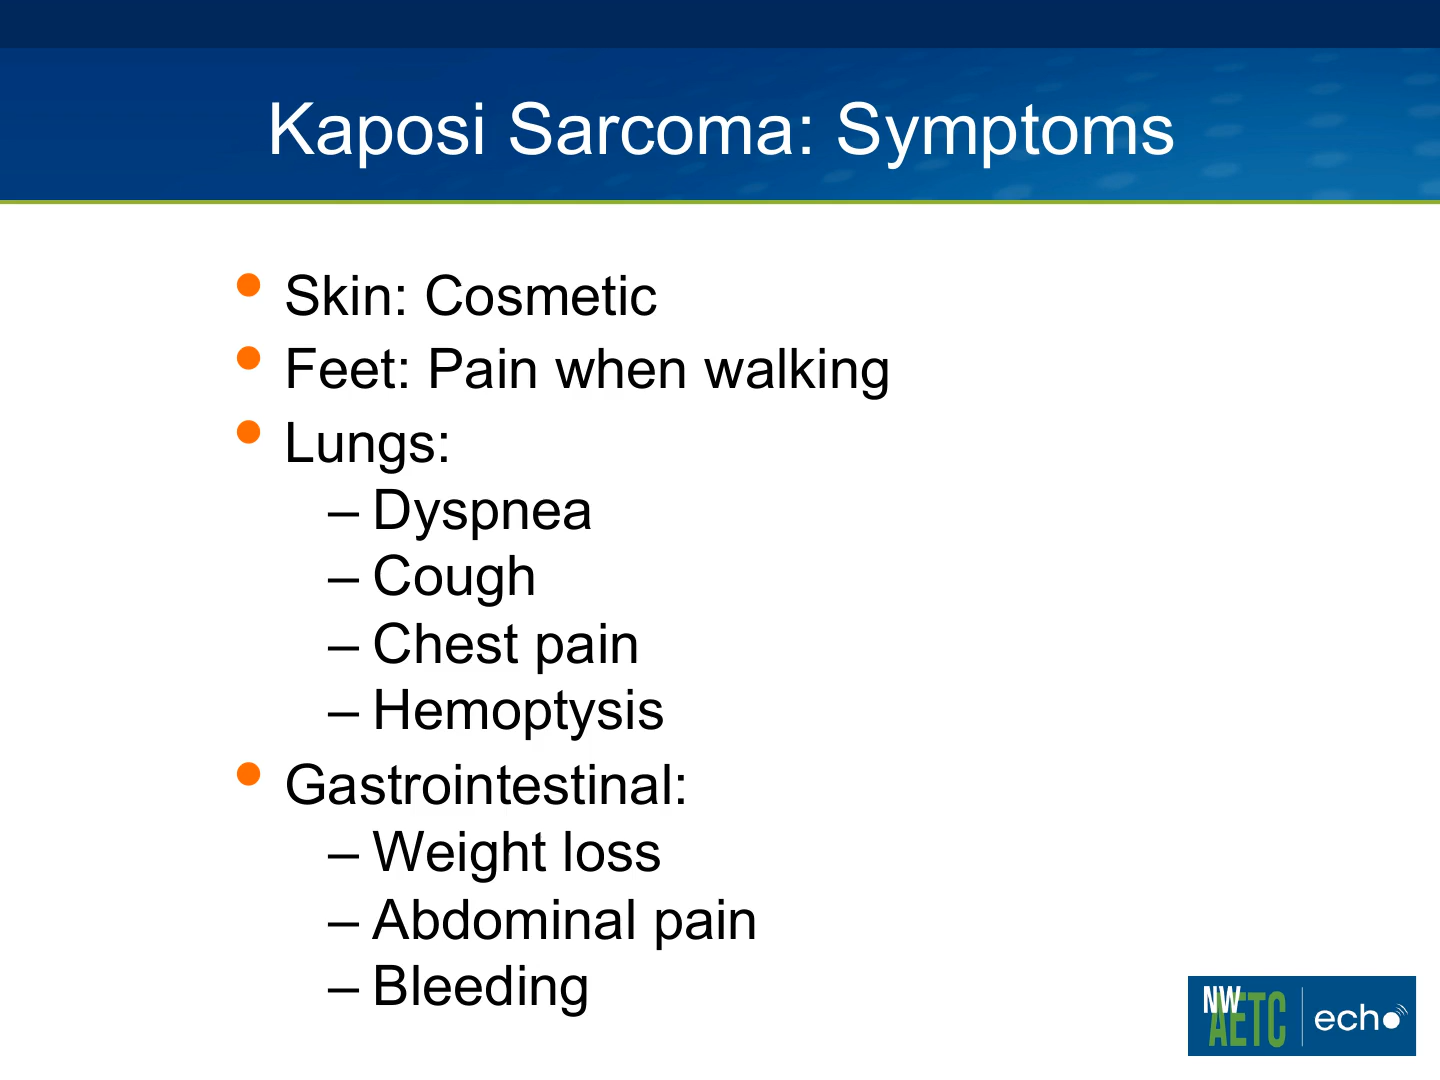 Kaposi Sarcoma: Symptoms
• Skin: Cosmetic
• Feet: Pain when walking
• Lungs:
– Dyspnea
– Cough
– Chest pain
– Hemoptysis
• Gastrointestinal:
– Weight loss
– Abdominal pain
– Bleeding
NW AETC echo